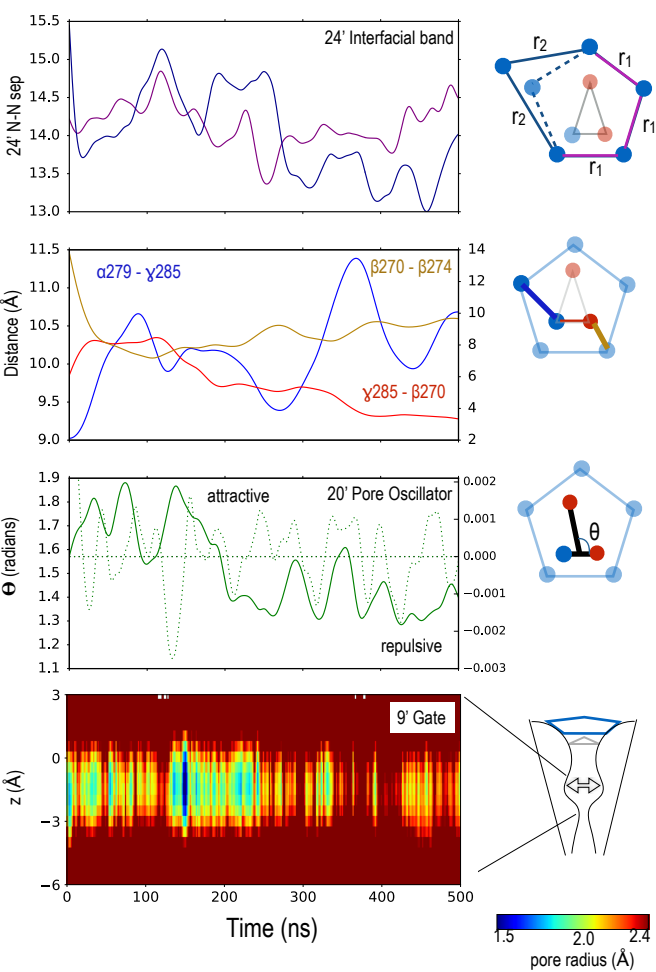 24' Interfacial band
24' N-N sep
15.5
15.0
14.5
14.0
13.5
13.0
r2
r1
r2
r1
r1
α279 - ɣ285
β270 - β274
ɣ285 - β270
Distance (Å)
11.5
11.0
10.5
10.0
9.5
9.0
14
12
10
8
6
4
2
attractive
20' Pore Oscillator
repulsive
ϴ (radians)
1.9
1.8
1.7
1.6
1.5
1.4
1.3
1.2
1.1
0.002
0.001
0.000
−0.001
−0.002
−0.003
θ
9' Gate
z (Å)
3
0
−3
−6
0 100 200 300 400 500
Time (ns)
1.5 2.0 2.4
pore radius (Å)